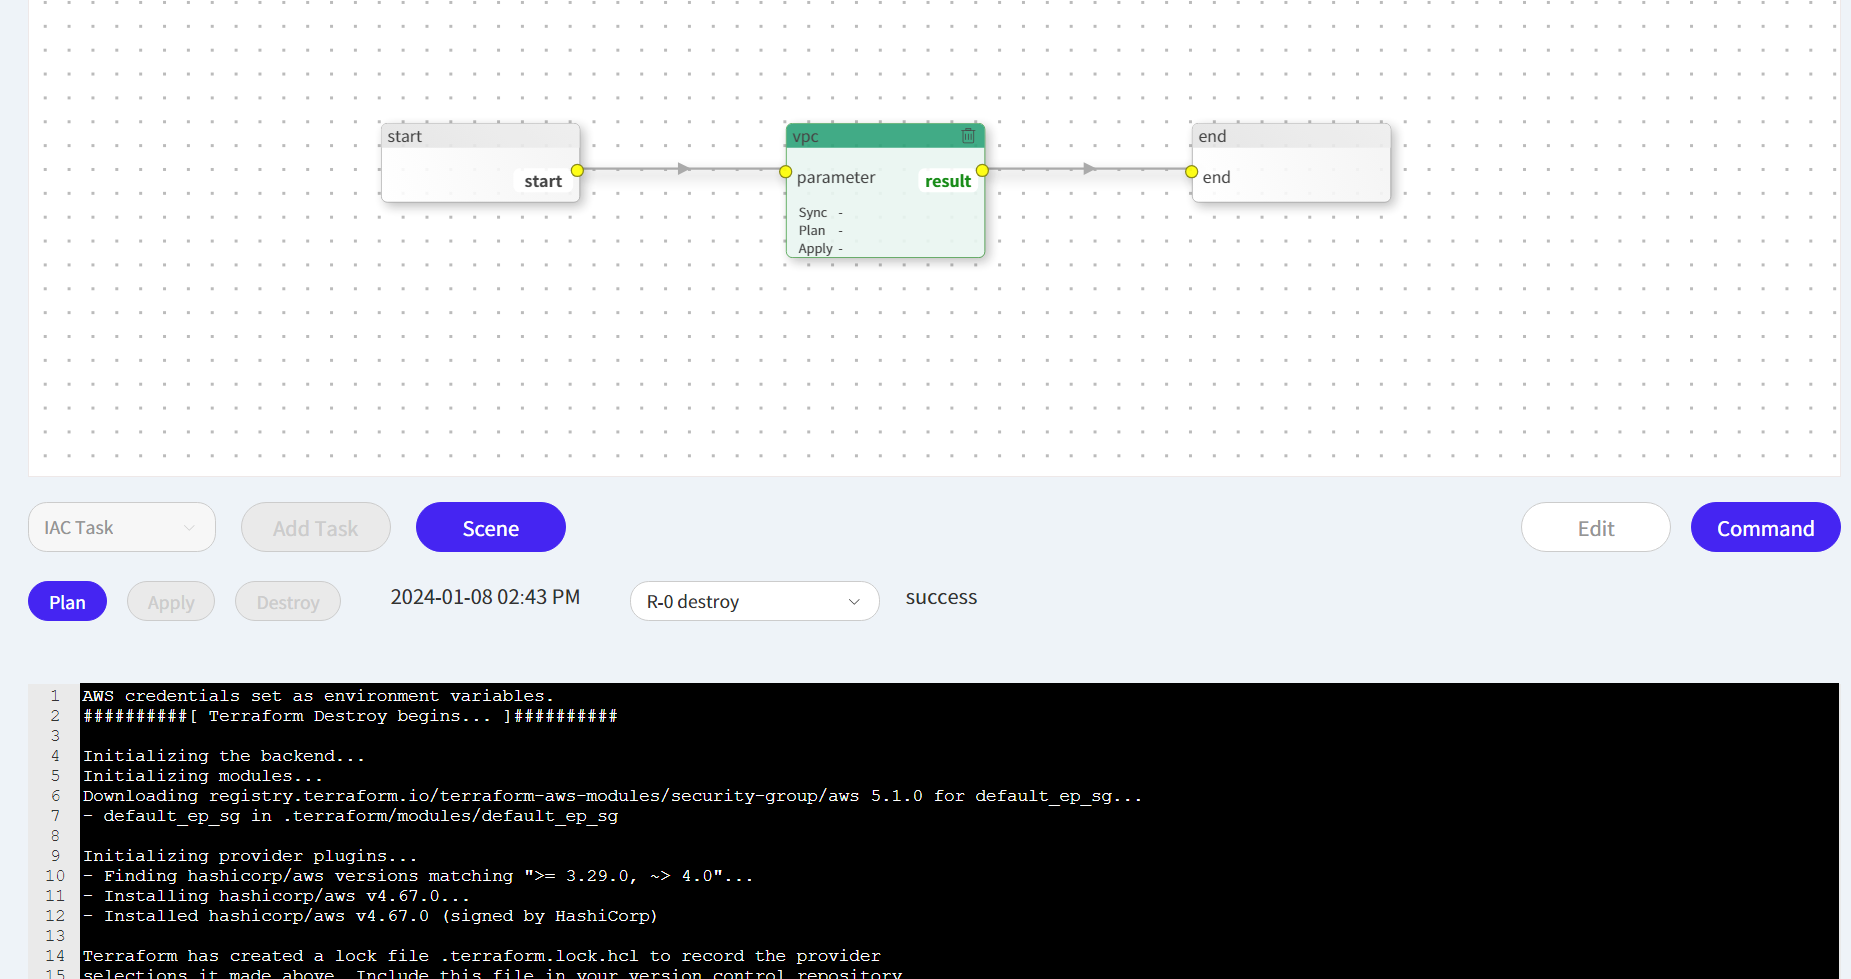 start
start
vpc
parameter
result
Sync -
Plan -
Apply -
end
end
IAC Task
Add Task
Scene
Edit
Command
Plan
Apply
Destroy
2024-01-08 02:43 PM
R-0 destroy
success
1 AWS credentials set as environment variables.
2 ##########[ Terraform Destroy begins... ]##########
3
4 Initializing the backend...
5 Initializing modules...
6 Downloading registry.terraform.io/terraform-aws-modules/security-group/aws 5.1.0 for default_ep_sg...
7 - default_ep_sg in .terraform/modules/default_ep_sg
8
9 Initializing provider plugins...
10 - Finding hashicorp/aws versions matching ">= 3.29.0, ~> 4.0"...
11 - Installing hashicorp/aws v4.67.0...
12 - Installed hashicorp/aws v4.67.0 (signed by HashiCorp)
13
14 Terraform has created a lock file .terraform.lock.hcl to record the provider
15 selections it made above. Include this file in your version control repository